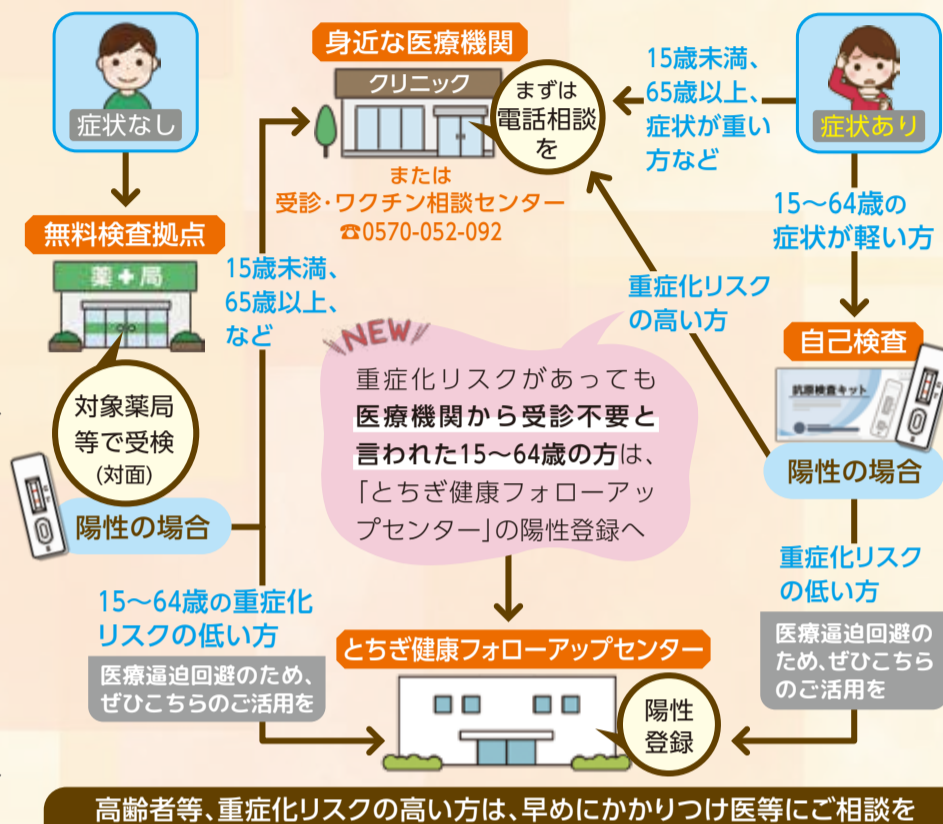 症状なし
無料検査拠点
薬✚局
対象薬局
等で受検
(対面)
陽性の場合
15歳未満、
65歳以上、
など
15〜64歳の重症化
リスクの低い方
医療逼迫回避のため、
ぜひこちらのご活用を
身近な医療機関
クリニック
まずは
電話相談
を
または
受診・ワクチン相談センター
☎0570-052-092
15歳未満、
65歳以上、
症状が重い
方など
症状あり
15〜64歳の
症状が軽い方
自己検査
抗原検査キット
陽性の場合
重症化リスク
の高い方
重症化リスク
の低い方
医療逼迫回避の
ため、ぜひこちら
のご活用を
NEW
重症化リスクがあっても
医療機関から受診不要と
言われた15〜64歳の方は、
「とちぎ健康フォローアッ
プセンター」の陽性登録へ
とちぎ健康フォローアップセンター
陽性
登録
高齢者等、重症化リスクの高い方は、早めにかかりつけ医等にご相談を